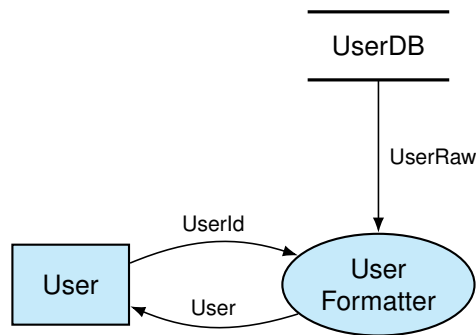 UserDB
UserRaw
UserId
User
User
User
Formatter